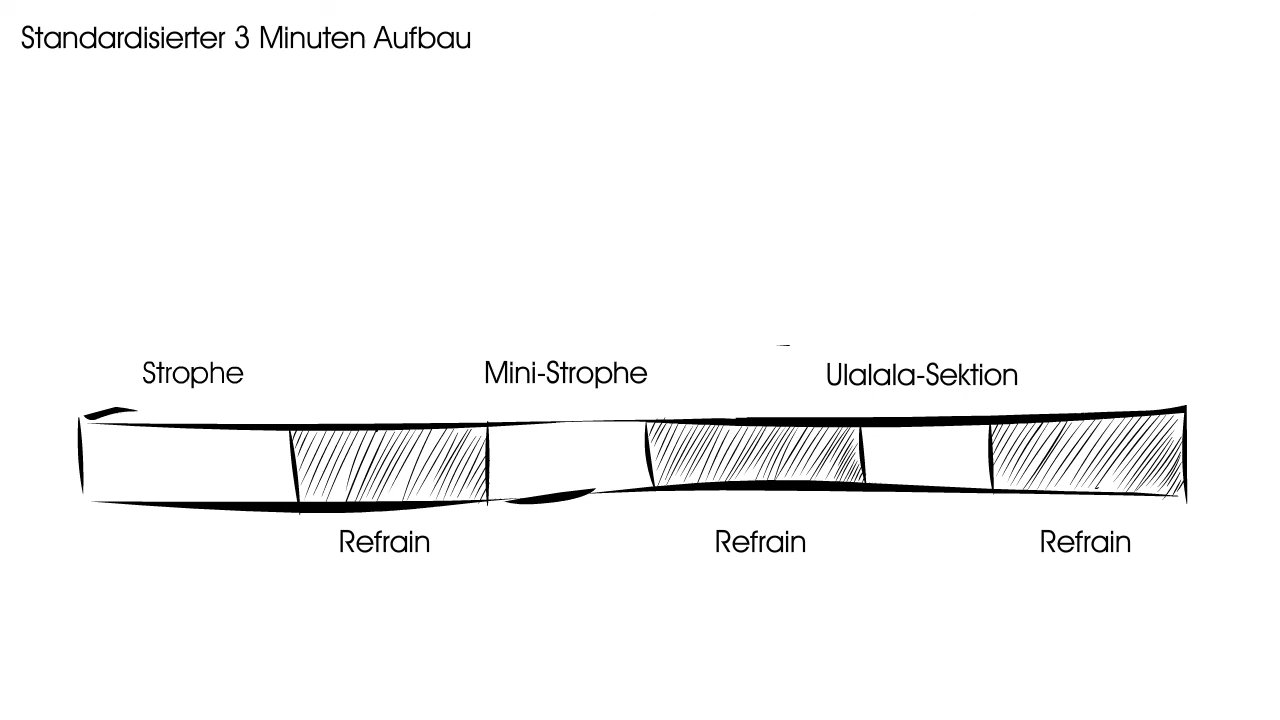 Standardisierter 3 Minuten Aufbau
Strophe
Mini-Strophe
Ulalala-Sektion
Refrain
Refrain
Refrain